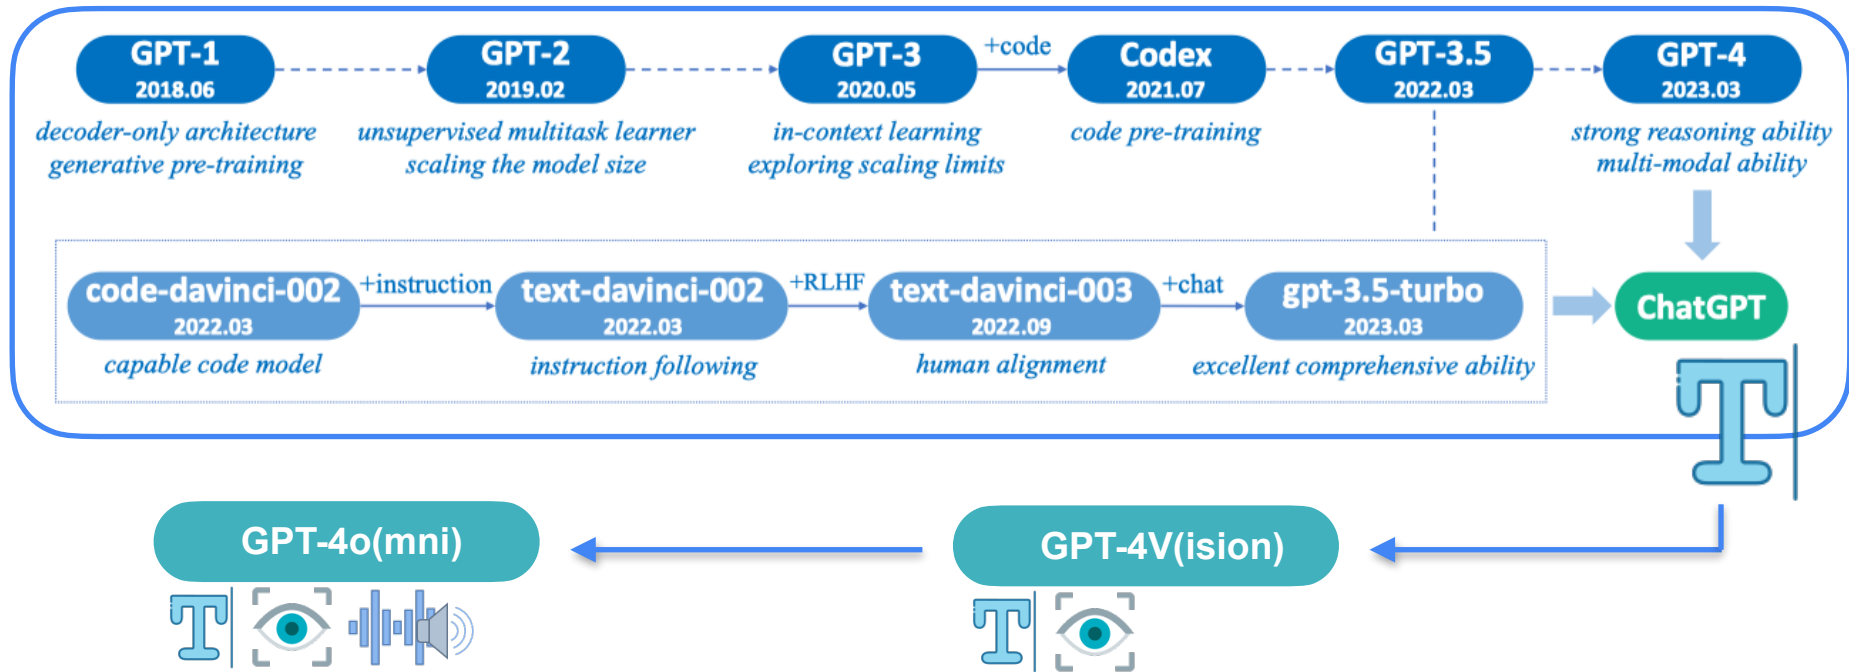 GPT-1
2018.06
decoder-only architecture
generative pre-training
GPT-2
2019.02
unsupervised multitask learner
scaling the model size
GPT-3
2020.05
in-context learning
exploring scaling limits
+code
Codex
2021.07
code pre-training
GPT-3.5
2022.03
GPT-4
2023.03
strong reasoning ability
multi-modal ability
code-davinci-002
2022.03
capable code model
+instruction
text-davinci-002
2022.03
instruction following
+RLHF
text-davinci-003
2022.09
human alignment
+chat
gpt-3.5-turbo
2023.03
excellent comprehensive ability
ChatGPT
T
GPT-4o(mni)
T
GPT-4V(ision)
T